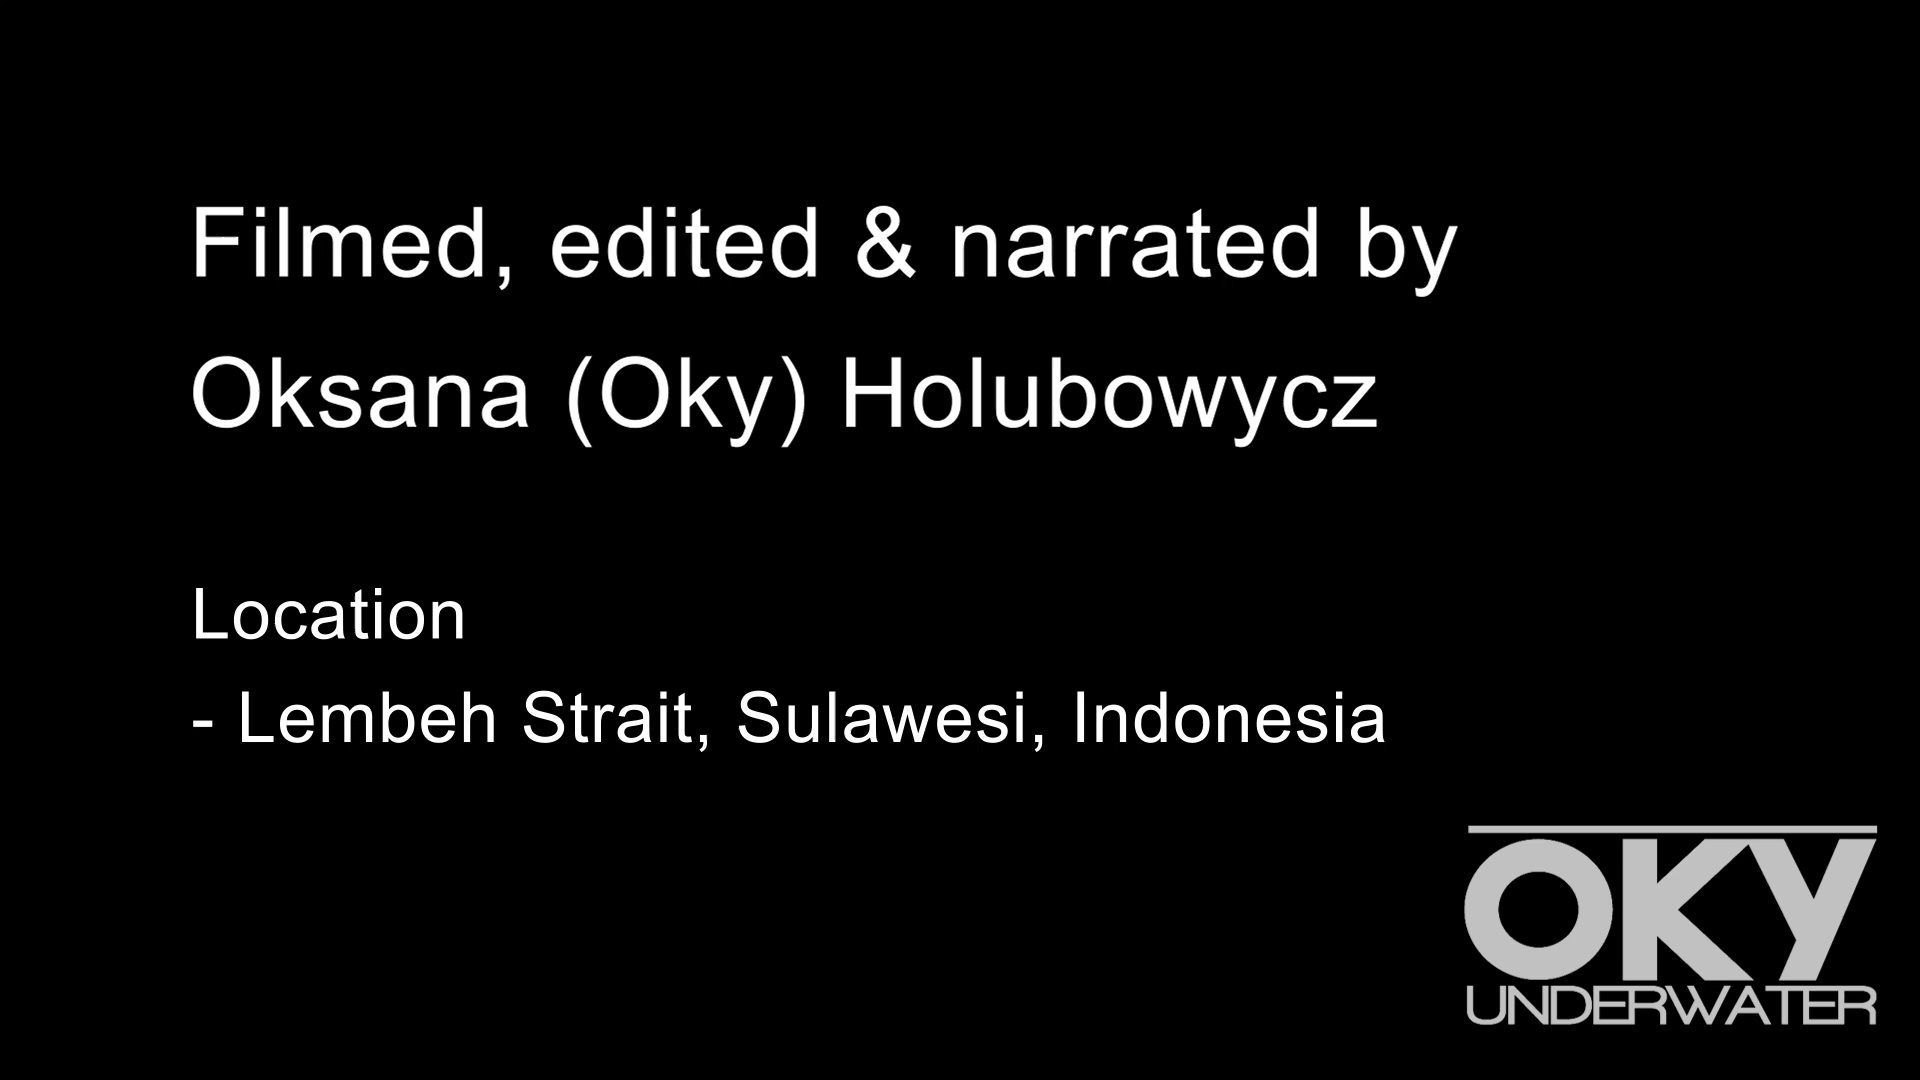 Filmed, edited & narrated by
Oksana (Oky) Holubowycz
Location
- Lembeh Strait, Sulawesi, Indonesia
OKY
UNDERWATER